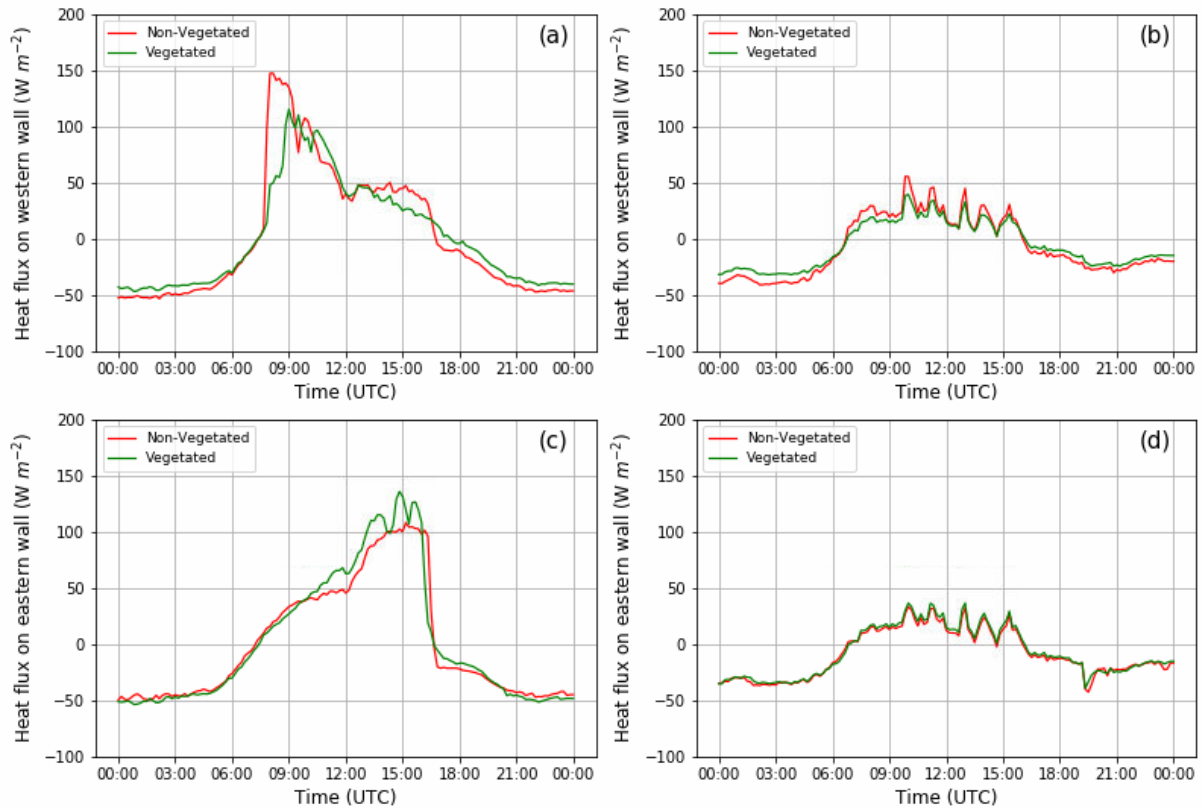 200
150
100
50
0
−50
−100
Heat flux on western wall (W m−2)
Non-Vegetated
Vegetated
(a)
00:00 03:00 06:00 09:00 12:00 15:00 18:00 21:00 00:00
Time (UTC)
200
150
100
50
0
−50
−100
Heat flux on western wall (W m−2)
Non-Vegetated
Vegetated
(b)
00:00 03:00 06:00 09:00 12:00 15:00 18:00 21:00 00:00
Time (UTC)
200
150
100
50
0
−50
−100
Heat flux on eastern wall (W m−2)
Non-Vegetated
Vegetated
(c)
00:00 03:00 06:00 09:00 12:00 15:00 18:00 21:00 00:00
Time (UTC)
200
150
100
50
0
−50
−100
Heat flux on eastern wall (W m−2)
Non-Vegetated
Vegetated
(d)
00:00 03:00 06:00 09:00 12:00 15:00 18:00 21:00 00:00
Time (UTC)